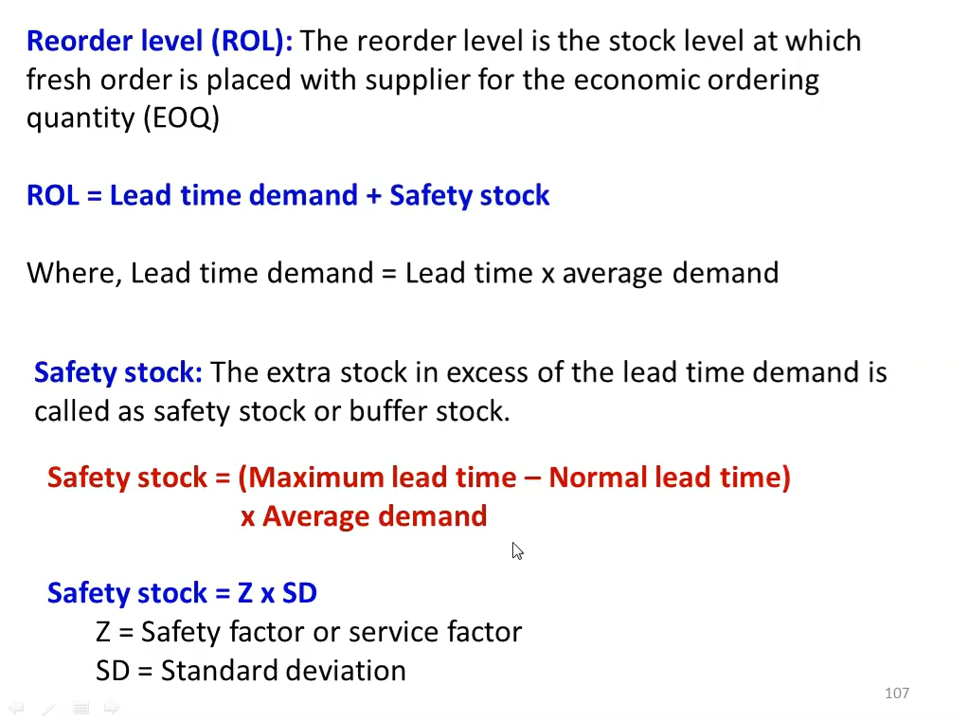 Reorder level (ROL): The reorder level is the stock level at which
fresh order is placed with supplier for the economic ordering
quantity (EOQ)
ROL = Lead time demand + Safety stock
Where, Lead time demand = Lead time x average demand
Safety stock: The extra stock in excess of the lead time demand is
called as safety stock or buffer stock.
Safety stock = (Maximum lead time – Normal lead time)
x Average demand
Safety stock = Z x SD
Z = Safety factor or service factor
SD = Standard deviation
107